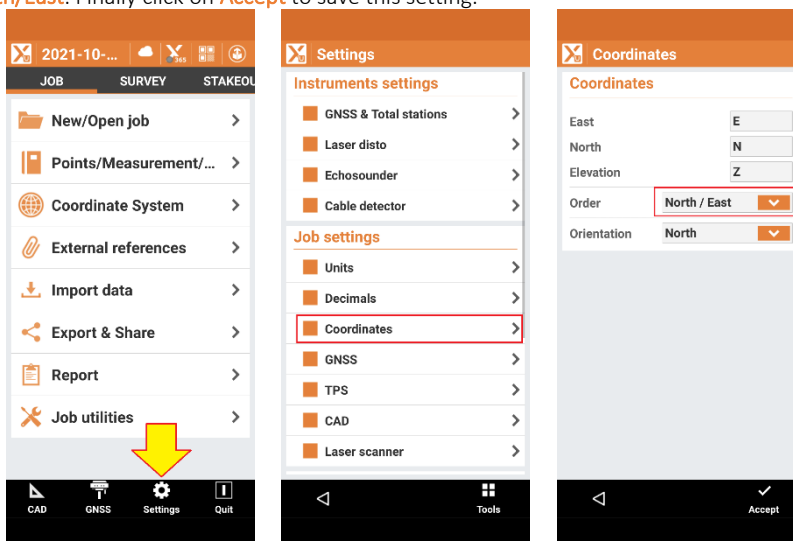 th/East. Finally click on Accept to save this setting.
2021-10-...
365
JOB SURVEY STAKEOU
New/Open job
Points/Measurement/...
Coordinate System
External references
Import data
Export & Share
Report
Job utilities
CAD GNSS Settings Quit
Settings
Instruments settings
GNSS & Total stations
Laser disto
Echosounder
Cable detector
Job settings
Units
Decimals
Coordinates
GNSS
TPS
CAD
Laser scanner
Tools
Coordinates
Coordinates
East E
North N
Elevation Z
Order North / East
Orientation North
Accept